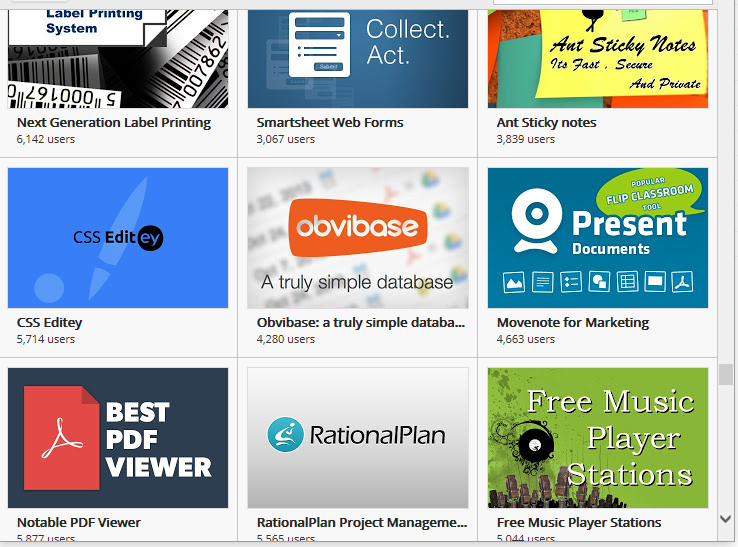 Label Printing
System
Next Generation Label Printing
6,142 users
Collect.
Act.
Submit
Smartsheet Web Forms
3,067 users
Ant Sticky Notes
Its Fast , Secure
And Private
Ant Sticky notes
3,839 users
CSS Editey
CSS Editey
5,714 users
obvibase
A truly simple database
Obvibase: a truly simple databa...
4,280 users
POPULAR
FLIP CLASSROOM
TOOL
Present
Documents
Movenote for Marketing
4,663 users
BEST
PDF
VIEWER
Notable PDF Viewer
5,877 users
RationalPlan
RationalPlan Project Manageme...
5,565 users
Free Music
Player
Stations
Free Music Player Stations
5,044 users